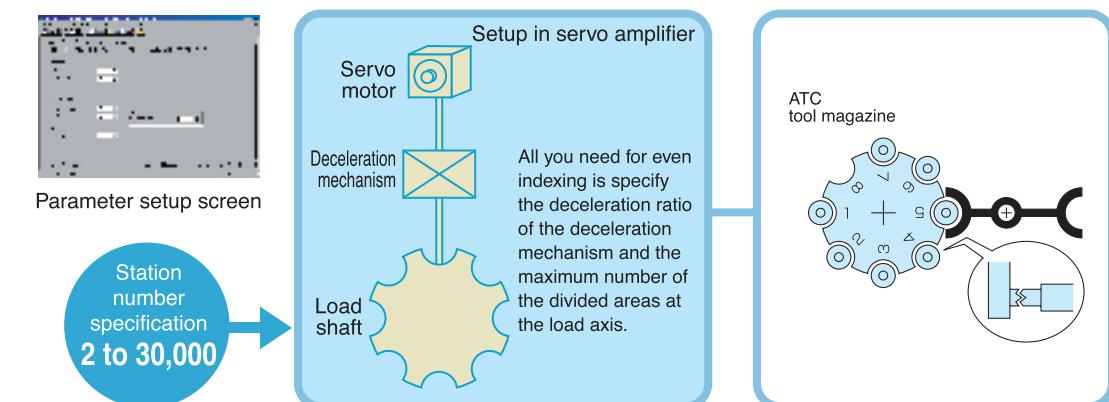 Parameter setup screen
Station
number
specification
2 to 30,000
Setup in servo amplifier
Servo
motor
Deceleration
mechanism
Load
shaft
All you need for even
indexing is specify
the deceleration ratio
of the deceleration
mechanism and the
maximum number of
the divided areas at
the load axis.
ATC
tool magazine
1
2
3
4
5
6
7
8